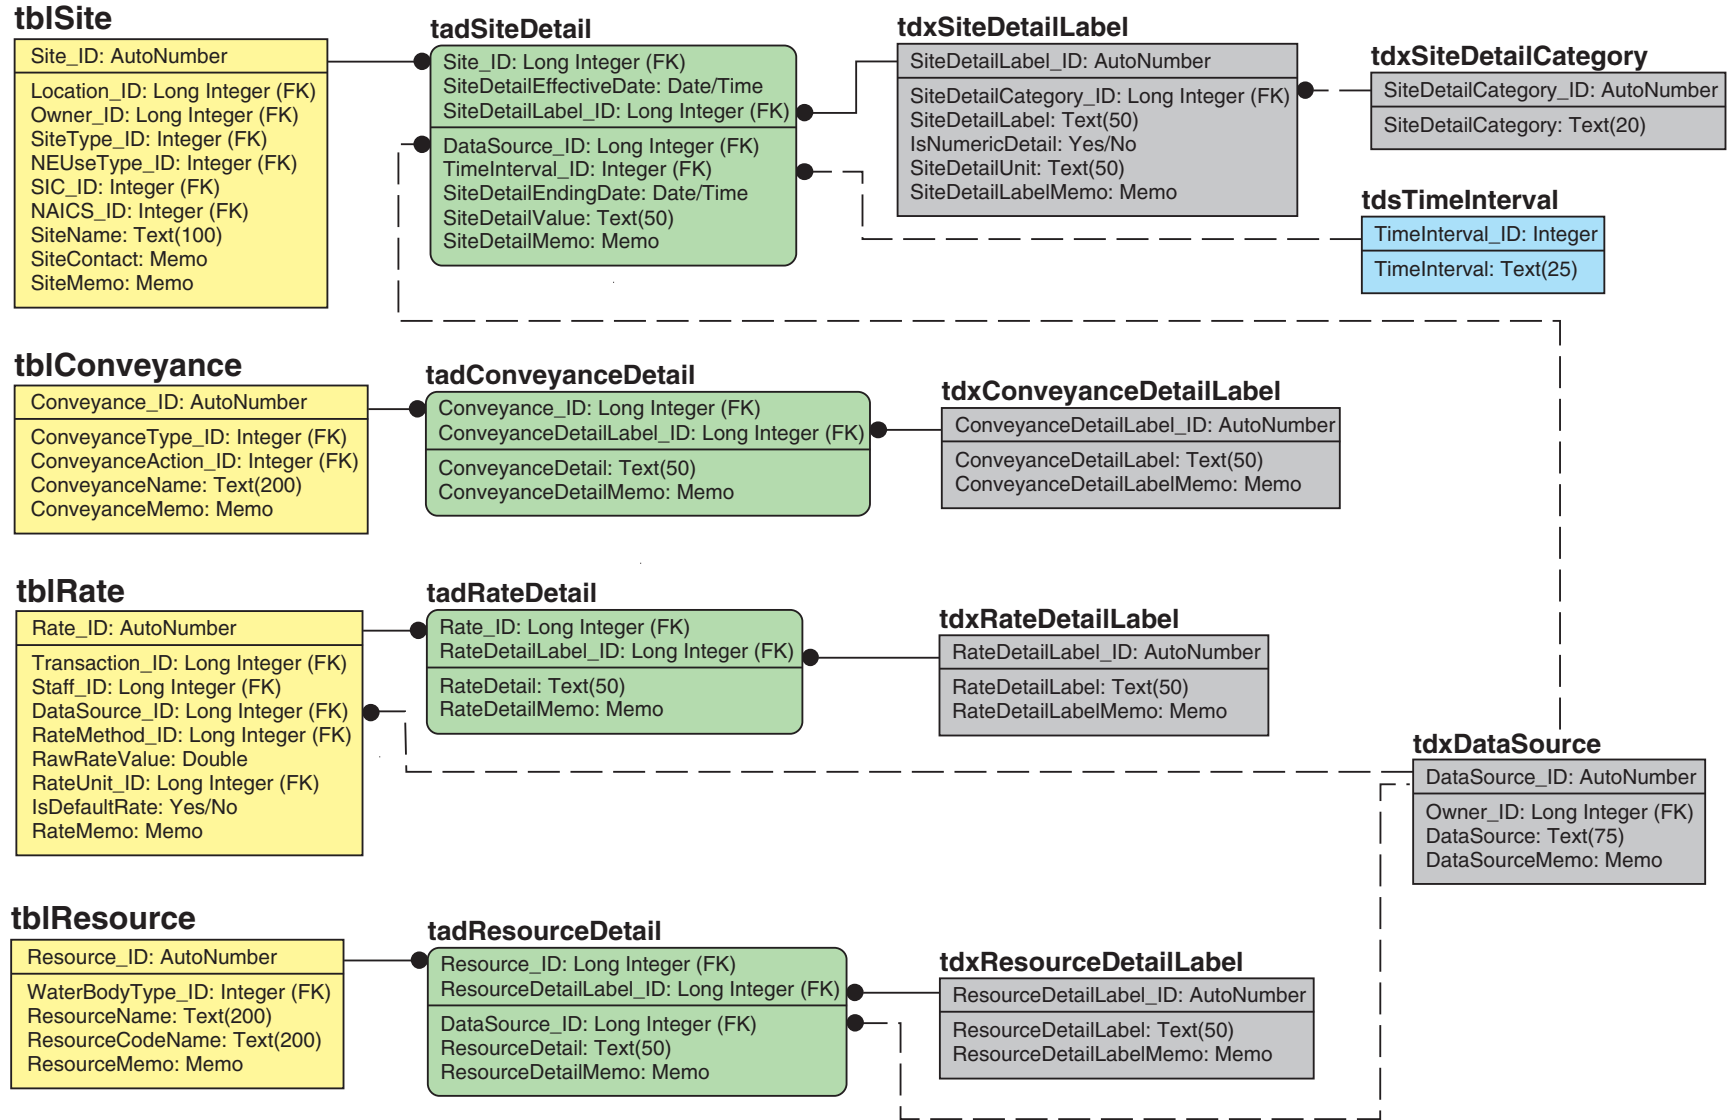 tblSite
Site_ID: AutoNumber
Location_ID: Long Integer (FK)
Owner_ID: Long Integer (FK)
SiteType_ID: Integer (FK)
NEUseType_ID: Integer (FK)
SIC_ID: Integer (FK)
NAICS_ID: Integer (FK)
SiteName: Text(100)
SiteContact: Memo
SiteMemo: Memo
tadSiteDetail
Site_ID: Long Integer (FK)
SiteDetailEffectiveDate: Date/Time
SiteDetailLabel_ID: Long Integer (FK)
DataSource_ID: Long Integer (FK)
TimeInterval_ID: Integer (FK)
SiteDetailEndingDate: Date/Time
SiteDetailValue: Text(50)
SiteDetailMemo: Memo
tdxSiteDetailLabel
SiteDetailLabel_ID: AutoNumber
SiteDetailCategory_ID: Long Integer (FK)
SiteDetailLabel: Text(50)
IsNumericDetail: Yes/No
SiteDetailUnit: Text(50)
SiteDetailLabelMemo: Memo
tdxSiteDetailCategory
SiteDetailCategory_ID: AutoNumber
SiteDetailCategory: Text(20)
tdsTimeInterval
TimeInterval_ID: Integer
TimeInterval: Text(25)
tblConveyance
Conveyance_ID: AutoNumber
ConveyanceType_ID: Integer (FK)
ConveyanceAction_ID: Integer (FK)
ConveyanceName: Text(200)
ConveyanceMemo: Memo
tadConveyanceDetail
Conveyance_ID: Long Integer (FK)
ConveyanceDetailLabel_ID: Long Integer (FK)
ConveyanceDetail: Text(50)
ConveyanceDetailMemo: Memo
tdxConveyanceDetailLabel
ConveyanceDetailLabel_ID: AutoNumber
ConveyanceDetailLabel: Text(50)
ConveyanceDetailLabelMemo: Memo
tblRate
Rate_ID: AutoNumber
Transaction_ID: Long Integer (FK)
Staff_ID: Long Integer (FK)
DataSource_ID: Long Integer (FK)
RateMethod_ID: Long Integer (FK)
RawRateValue: Double
RateUnit_ID: Long Integer (FK)
IsDefaultRate: Yes/No
RateMemo: Memo
tadRateDetail
Rate_ID: Long Integer (FK)
RateDetailLabel_ID: Long Integer (FK)
RateDetail: Text(50)
RateDetailMemo: Memo
tdxRateDetailLabel
RateDetailLabel_ID: AutoNumber
RateDetailLabel: Text(50)
RateDetailLabelMemo: Memo
tdxDataSource
DataSource_ID: AutoNumber
Owner_ID: Long Integer (FK)
DataSource: Text(75)
DataSourceMemo: Memo
tblResource
Resource_ID: AutoNumber
WaterBodyType_ID: Integer (FK)
ResourceName: Text(200)
ResourceCodeName: Text(200)
ResourceMemo: Memo
tadResourceDetail
Resource_ID: Long Integer (FK)
ResourceDetailLabel_ID: Long Integer (FK)
DataSource_ID: Long Integer (FK)
ResourceDetail: Text(50)
ResourceDetailMemo: Memo
tdxResourceDetailLabel
ResourceDetailLabel_ID: AutoNumber
ResourceDetailLabel: Text(50)
ResourceDetailLabelMemo: Memo